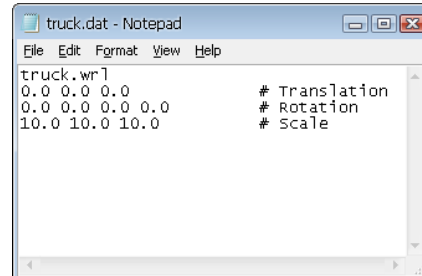 truck.dat - Notepad
File Edit Format View Help
truck.wrl
0.0 0.0 0.0 # Translation
0.0 0.0 0.0 0.0 # Rotation
10.0 10.0 10.0 # Scale